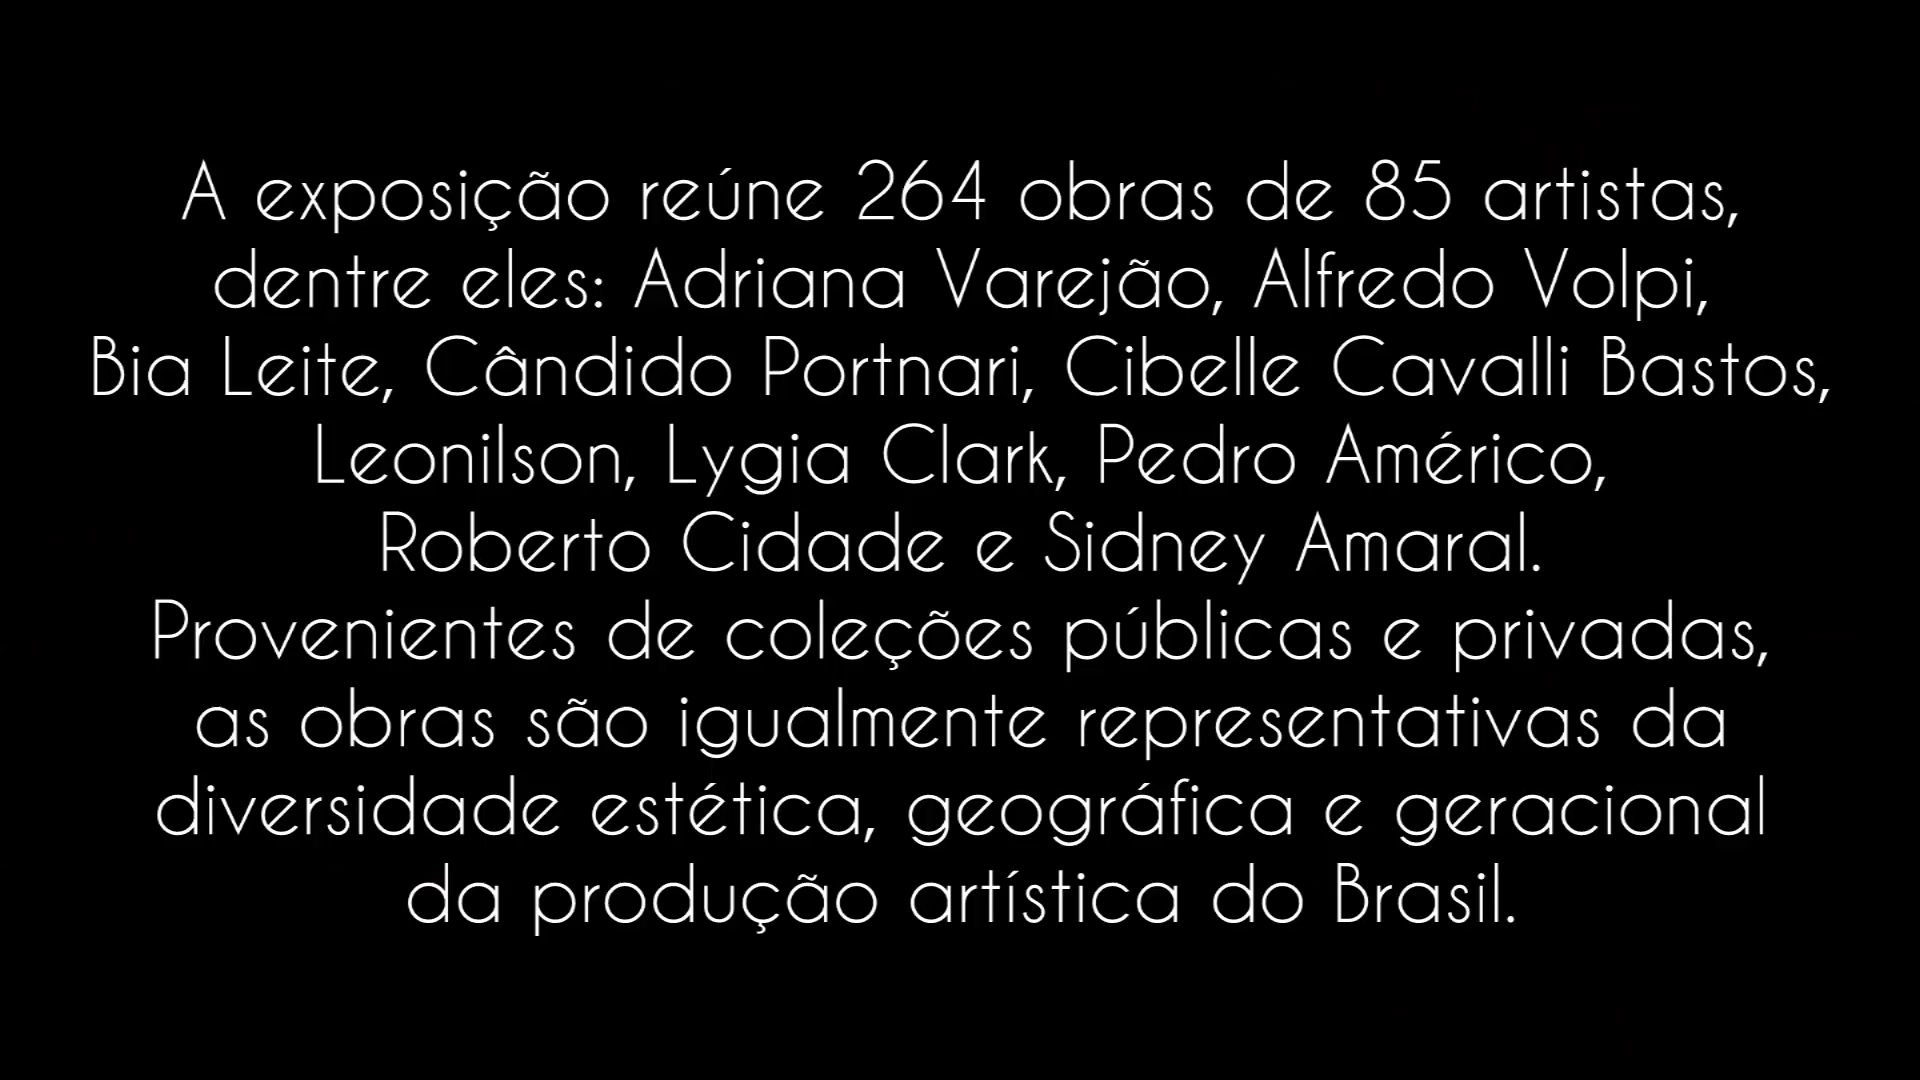 A exposição reúne 264 obras de 85 artistas,
dentre eles: Adriana Varejão, Alfredo Volpi,
Bia Leite, Cândido Portnari, Cibelle Cavalli Bastos,
Leonilson, Lygia Clark, Pedro Américo,
Roberto Cidade e Sidney Amaral.
Provenientes de coleções públicas e privadas,
as obras são igualmente representativas da
diversidade estética, geográfica e geracional
da produção artística do Brasil.